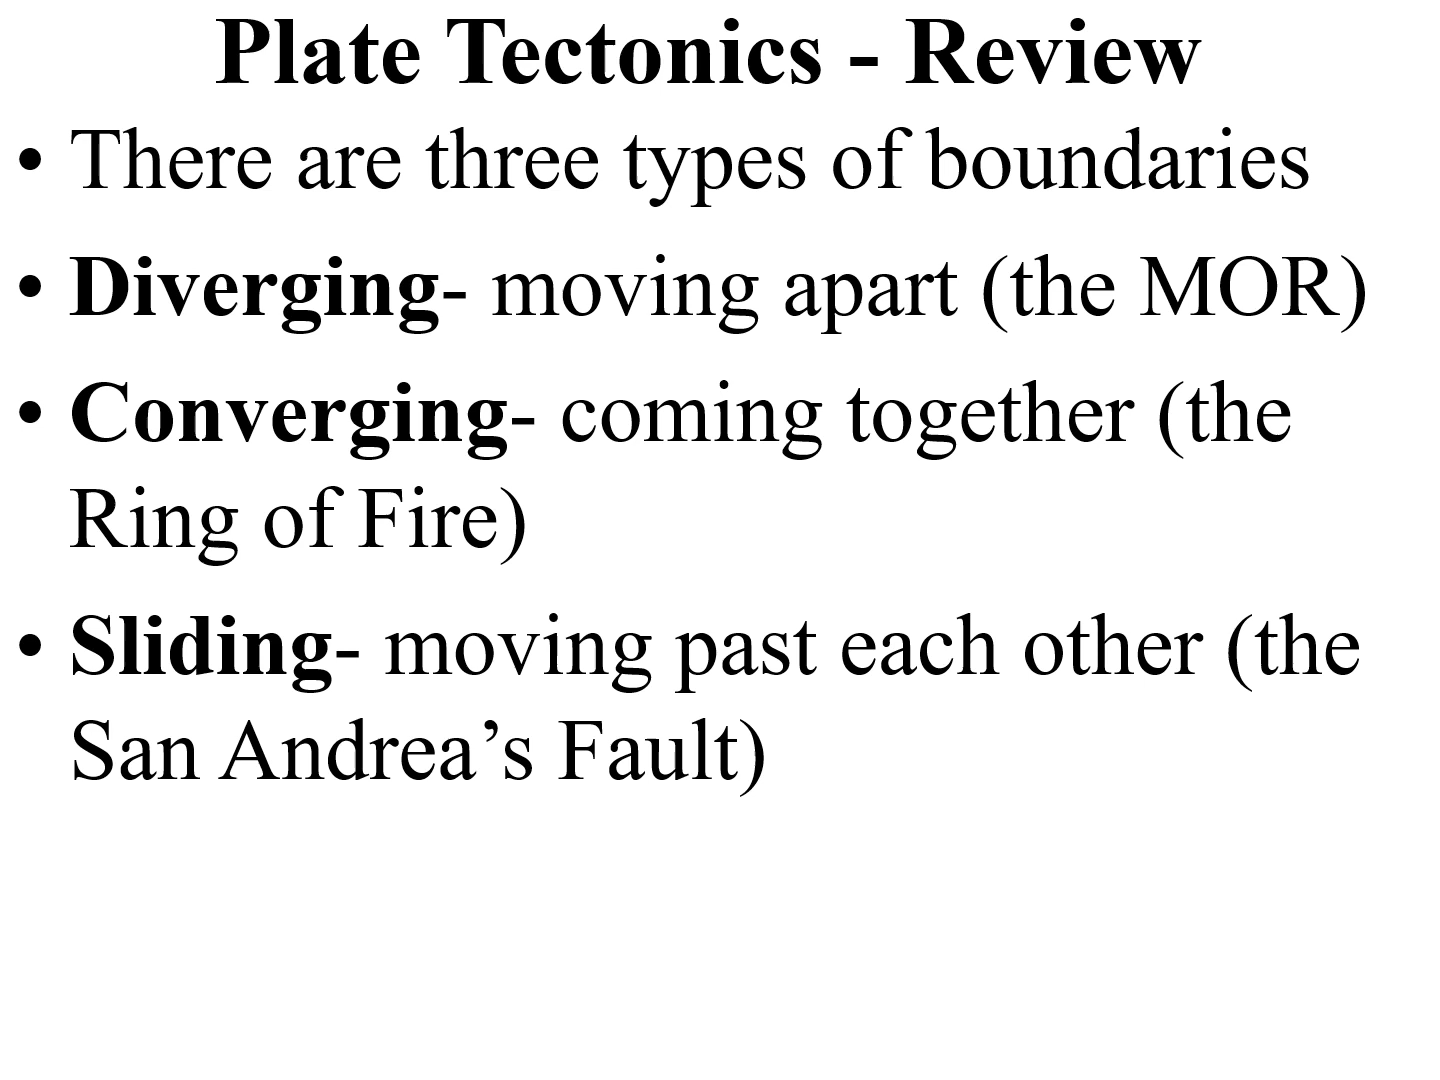 Plate Tectonics - Review
• There are three types of boundaries
• Diverging- moving apart (the MOR)
• Converging- coming together (the
Ring of Fire)
• Sliding- moving past each other (the
San Andrea’s Fault)